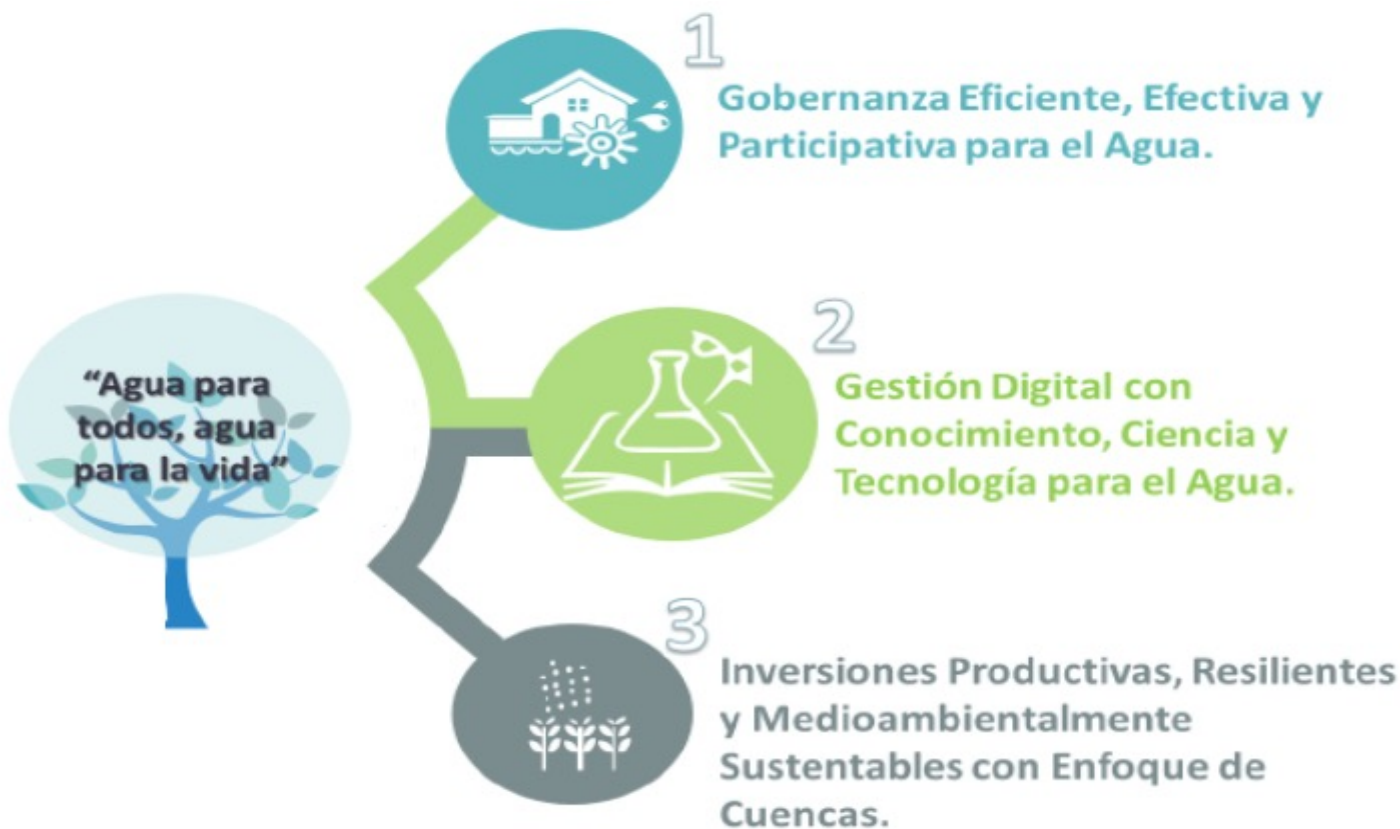 1
Gobernanza Eficiente, Efectiva y
Participativa para el Agua.
“Agua para
todos, agua
para la vida”
2
Gestión Digital con
Conocimiento, Ciencia y
Tecnología para el Agua.
3
Inversiones Productivas, Resilientes
y Medioambientalmente
Sustentables con Enfoque de
Cuencas.